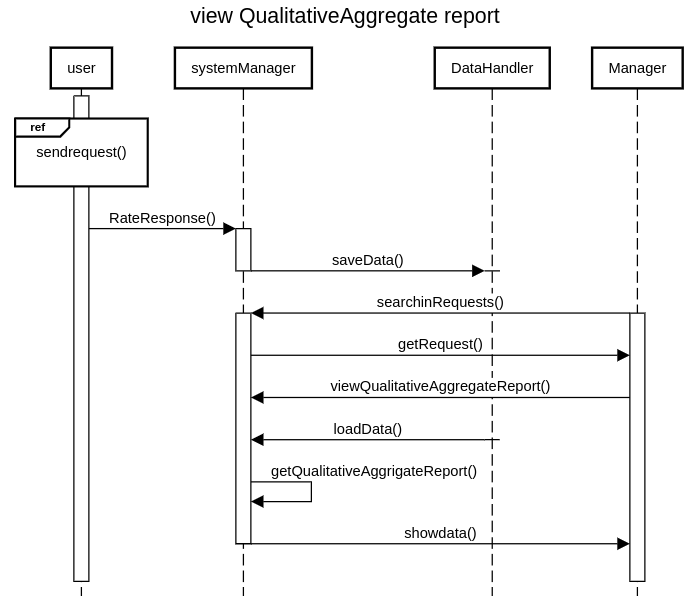 view QualitativeAggregate report
user
systemManager
DataHandler
Manager
ref
sendrequest()
RateResponse()
saveData()
searchinRequests()
getRequest()
viewQualitativeAggregateReport()
loadData()
getQualitativeAggrigateReport()
showdata()